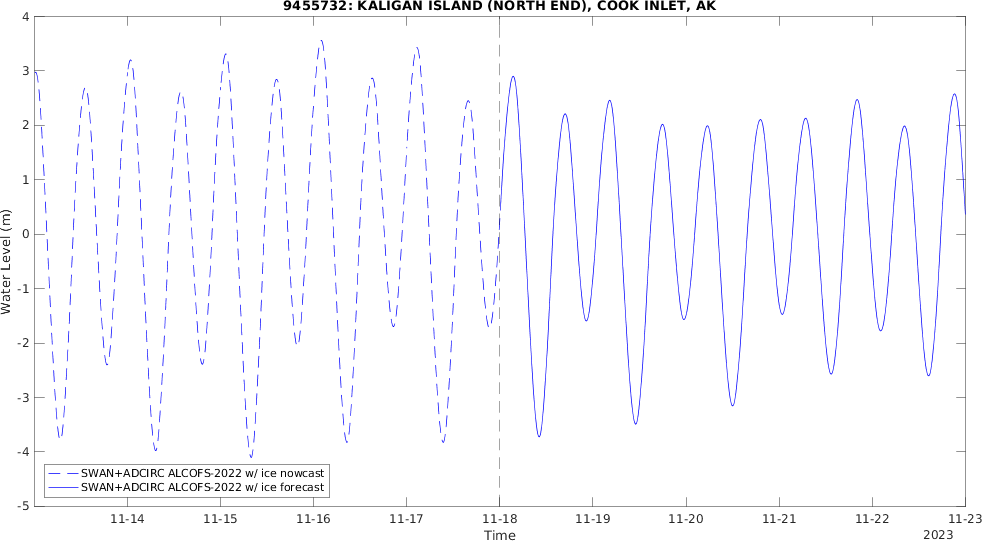 9455732: KALIGAN ISLAND (NORTH END), COOK INLET, AK
4
3
2
1
0
-1
-2
-3
-4
-5
Water Level (m)
SWAN+ADCIRC ALCOFS-2022 w/ ice nowcast
SWAN+ADCIRC ALCOFS-2022 w/ ice forecast
11-14 11-15 11-16 11-17 11-18 11-19 11-20 11-21 11-22 11-23
Time
2023